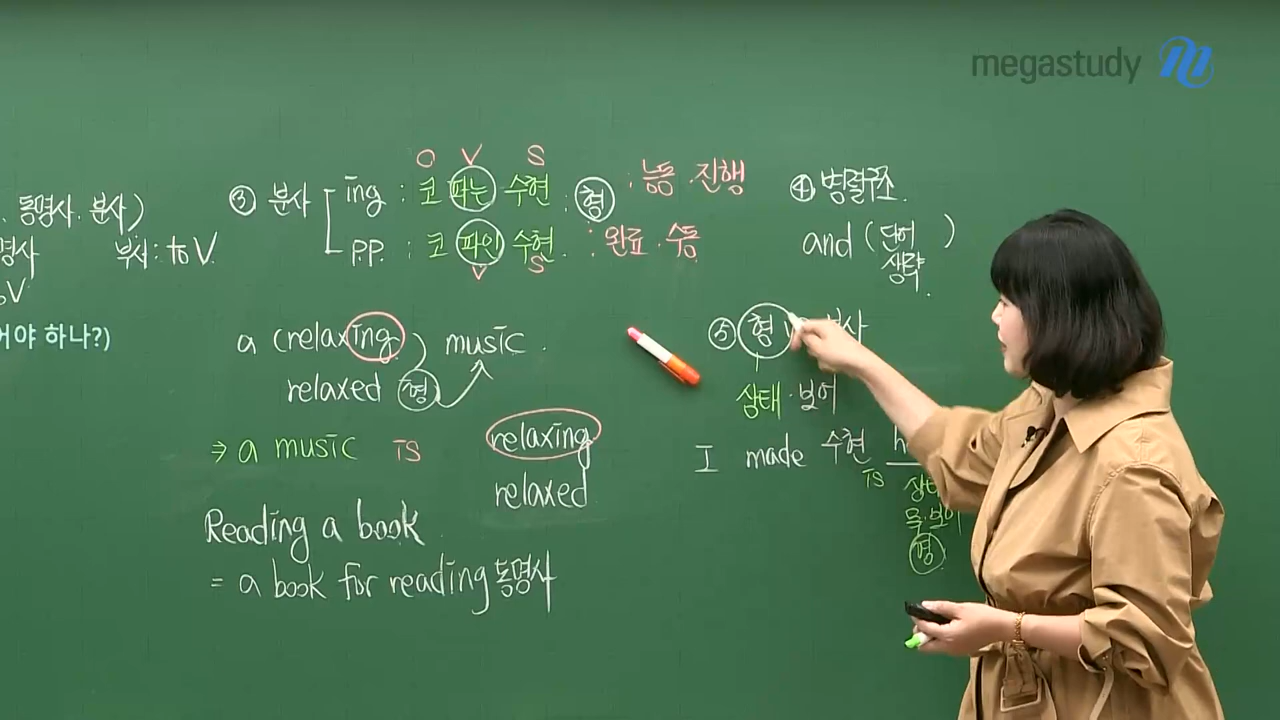 megastudy
동명사. 분사)
명사 부사: to V.
어야 하나?)
③ 분사 ing : 코 파는 수현 : 형 : 능동. 진행
O V S
P.P. : 코 파인 수현. : 완료. 수동
V S
a (relaxing) music.
relaxed 형
⇒ a music is relaxing
relaxed
Reading a book
= a book for reading 동명사
④ 병렬구조.
and (단어 생략.)
⑤ 형 분사
상태. 보어
I made 수현
is
목.보어
형